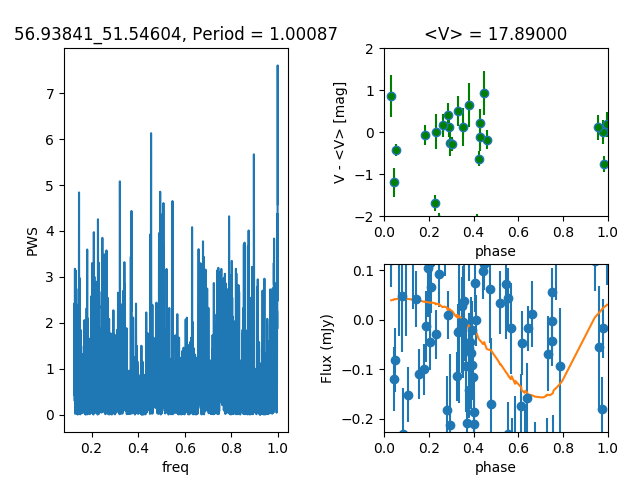 56.93841_51.54604, Period = 1.00087
PWS
7
6
5
4
3
2
1
0
0.2 0.4 0.6 0.8 1.0
freq
<V> = 17.89000
V - <V> [mag]
2
1
0
−1
−2
0.0 0.2 0.4 0.6 0.8 1.0
phase
Flux (mJy)
0.1
0.0
−0.1
−0.2
0.0 0.2 0.4 0.6 0.8 1.0
phase